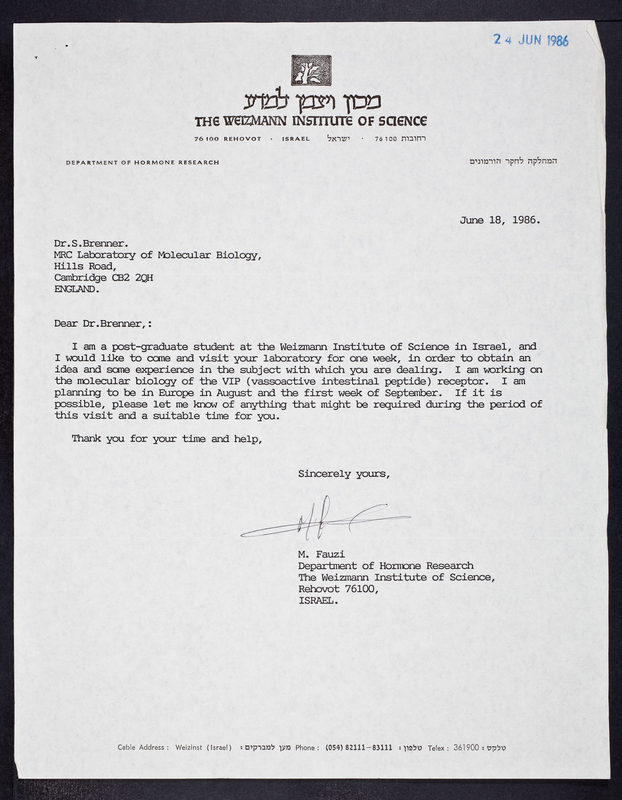 24 JUN 1986
מכון ויצמן למדע
THE WEIZMANN INSTITUTE OF SCIENCE
76100 REHOVOT · ISRAEL ישראל · רחובות 76100
DEPARTMENT OF HORMONE RESEARCH המחלקה לחקר הורמונים
June 18, 1986.
Dr.S.Brenner.
MRC Laboratory of Molecular Biology,
Hills Road,
Cambridge CB2 2QH
ENGLAND.
Dear Dr.Brenner,:
I am a post-graduate student at the Weizmann Institute of Science in Israel, and
I would like to come and visit your laboratory for one week, in order to obtain an
idea and some experience in the subject with which you are dealing. I am working on
the molecular biology of the VIP (vassoactive intestinal peptide) receptor. I am
planning to be in Europe in August and the first week of September. If it is
possible, please let me know of anything that might be required during the period of
this visit and a suitable time for you.
Thank you for your time and help,
Sincerely yours,
M. Fauzi
Department of Hormone Research
The Weizmann Institute of Science,
Rehovot 76100,
ISRAEL.
Cable Address : Weizinst (Israel) מען למברקים : Phone : (054) 82111-83111 טלפון : Telex : 361900 טלקס :